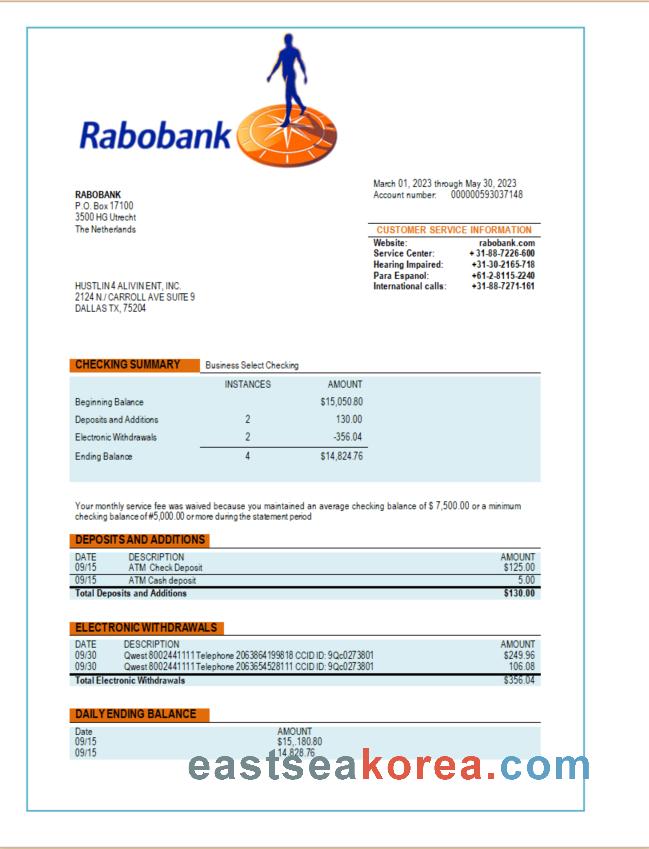 Rabobank
March 01, 2023 through May 30, 2023
Account number: 000000593037148
RABOBANK
P.O. Box 17100
3500 HG Utrecht
The Netherlands
CUSTOMER SERVICE INFORMATION
Website: rabobank.com
Service Center: +31-88-7226-600
Hearing Impaired: +31-30-2165-718
Para Espanol: +61-2-8115-2240
International calls: +31-88-7271-161
HUSTLIN 4 ALIVIN ENT, INC.
2124 N./ CARROLL AVE SUITE 9
DALLAS TX, 75204
CHECKING SUMMARY Business Select Checking
INSTANCES AMOUNT
Beginning Balance $15,050.80
Deposits and Additions 2 130.00
Electronic Withdrawals 2 -356.04
Ending Balance 4 $14,824.76
Your monthly service fee was waived because you maintained an average checking balance of $ 7,500.00 or a minimum
checking balance of #5,000.00 or more during the statement period
DEPOSITS AND ADDITIONS
DATE DESCRIPTION AMOUNT
09/15 ATM Check Deposit $125.00
09/15 ATM Cash deposit 5.00
Total Deposits and Additions $130.00
ELECTRONIC WITHDRAWALS
DATE DESCRIPTION AMOUNT
09/30 Qwest 8002441111 Telephone 2063864199818 CCID ID: 9Qc0273801 $249.96
09/30 Qwest 8002441111 Telephone 2063654528111 CCID ID: 9Qc0273801 106.08
Total Electronic Withdrawals $356.04
DAILY ENDING BALANCE
Date AMOUNT
09/15 $15,.180.80
09/15 14,828.76
eastseakorea.com